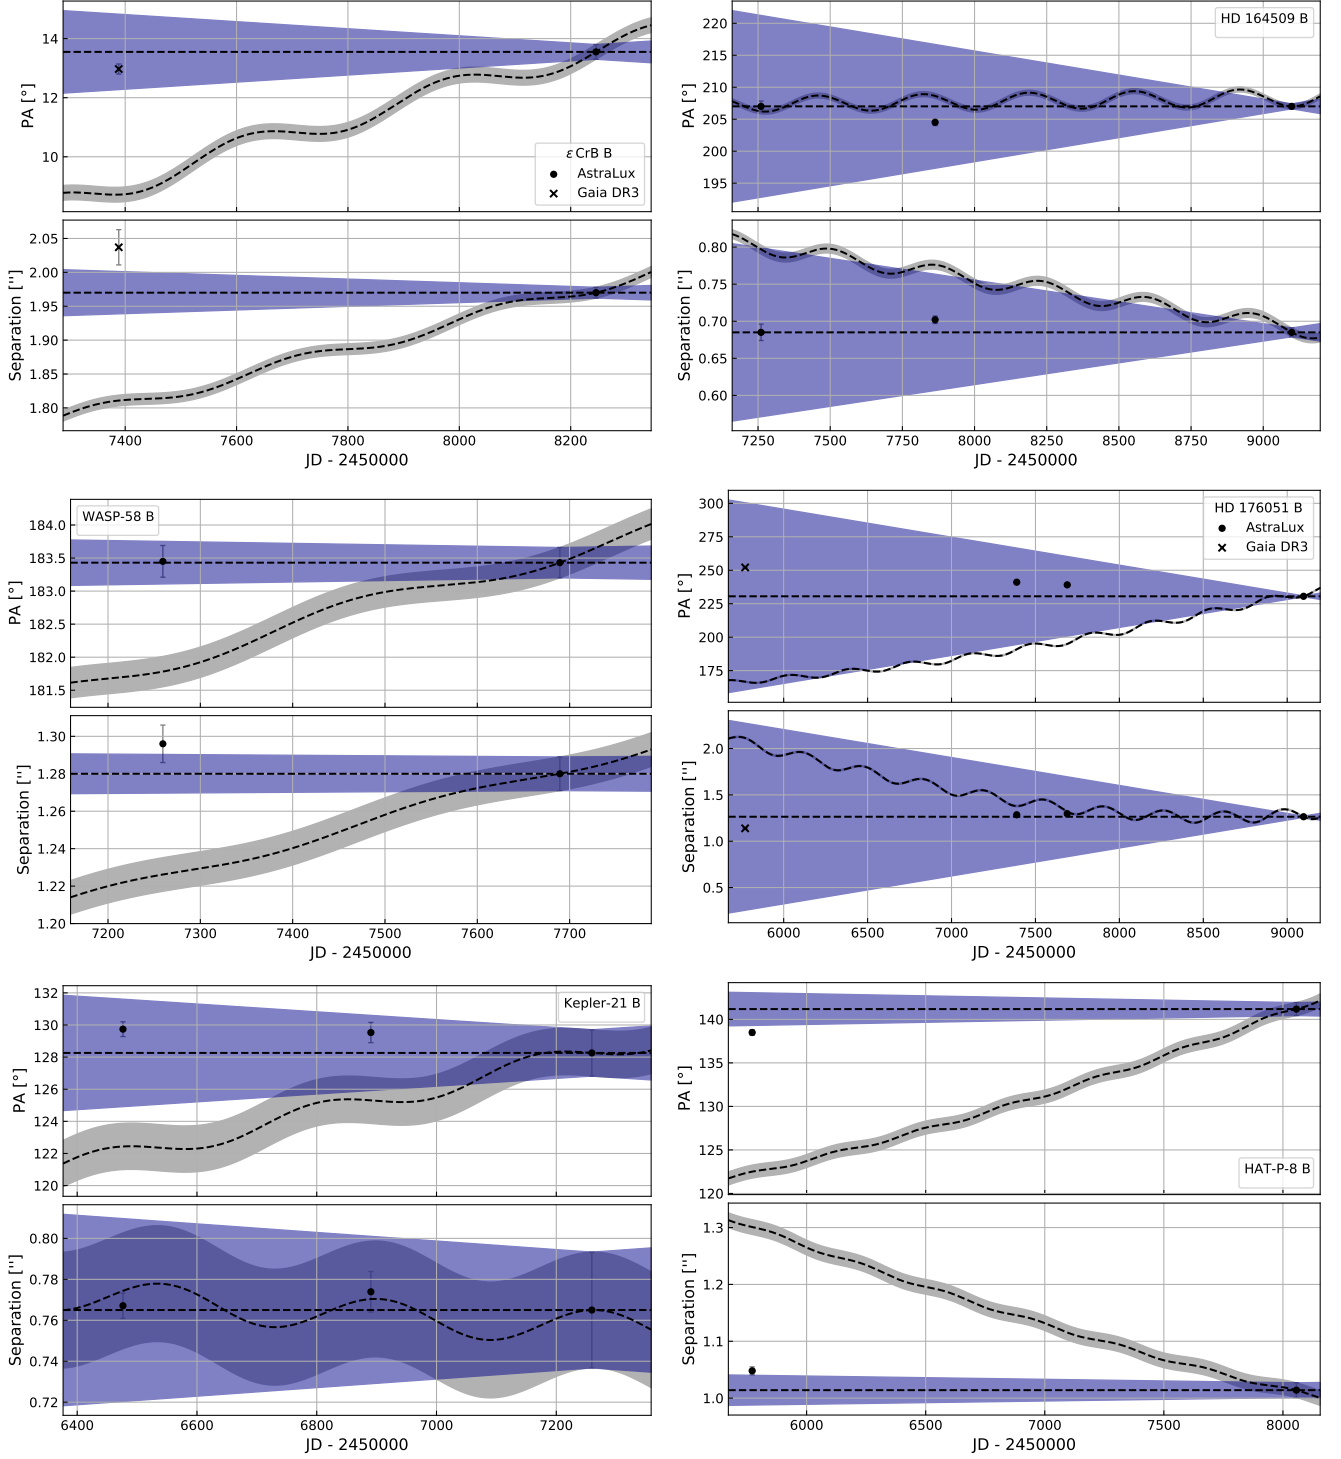 PA [°]
14
12
10
ε CrB B
AstraLux
Gaia DR3
Separation ['']
2.05
2.00
1.95
1.90
1.85
1.80
7400 7600 7800 8000 8200
JD - 2450000
PA [°]
220
215
210
205
200
195
HD 164509 B
Separation ['']
0.80
0.75
0.70
0.65
0.60
7250 7500 7750 8000 8250 8500 8750 9000
JD - 2450000
PA [°]
184.0
183.5
183.0
182.5
182.0
181.5
WASP-58 B
Separation ['']
1.30
1.28
1.26
1.24
1.22
1.20
7200 7300 7400 7500 7600 7700
JD - 2450000
PA [°]
300
275
250
225
200
175
HD 176051 B
AstraLux
Gaia DR3
Separation ['']
2.0
1.5
1.0
0.5
6000 6500 7000 7500 8000 8500 9000
JD - 2450000
PA [°]
132
130
128
126
124
122
120
Kepler-21 B
Separation ['']
0.80
0.78
0.76
0.74
0.72
6400 6600 6800 7000 7200
JD - 2450000
PA [°]
140
135
130
125
120
HAT-P-8 B
Separation ['']
1.3
1.2
1.1
1.0
6000 6500 7000 7500 8000
JD - 2450000